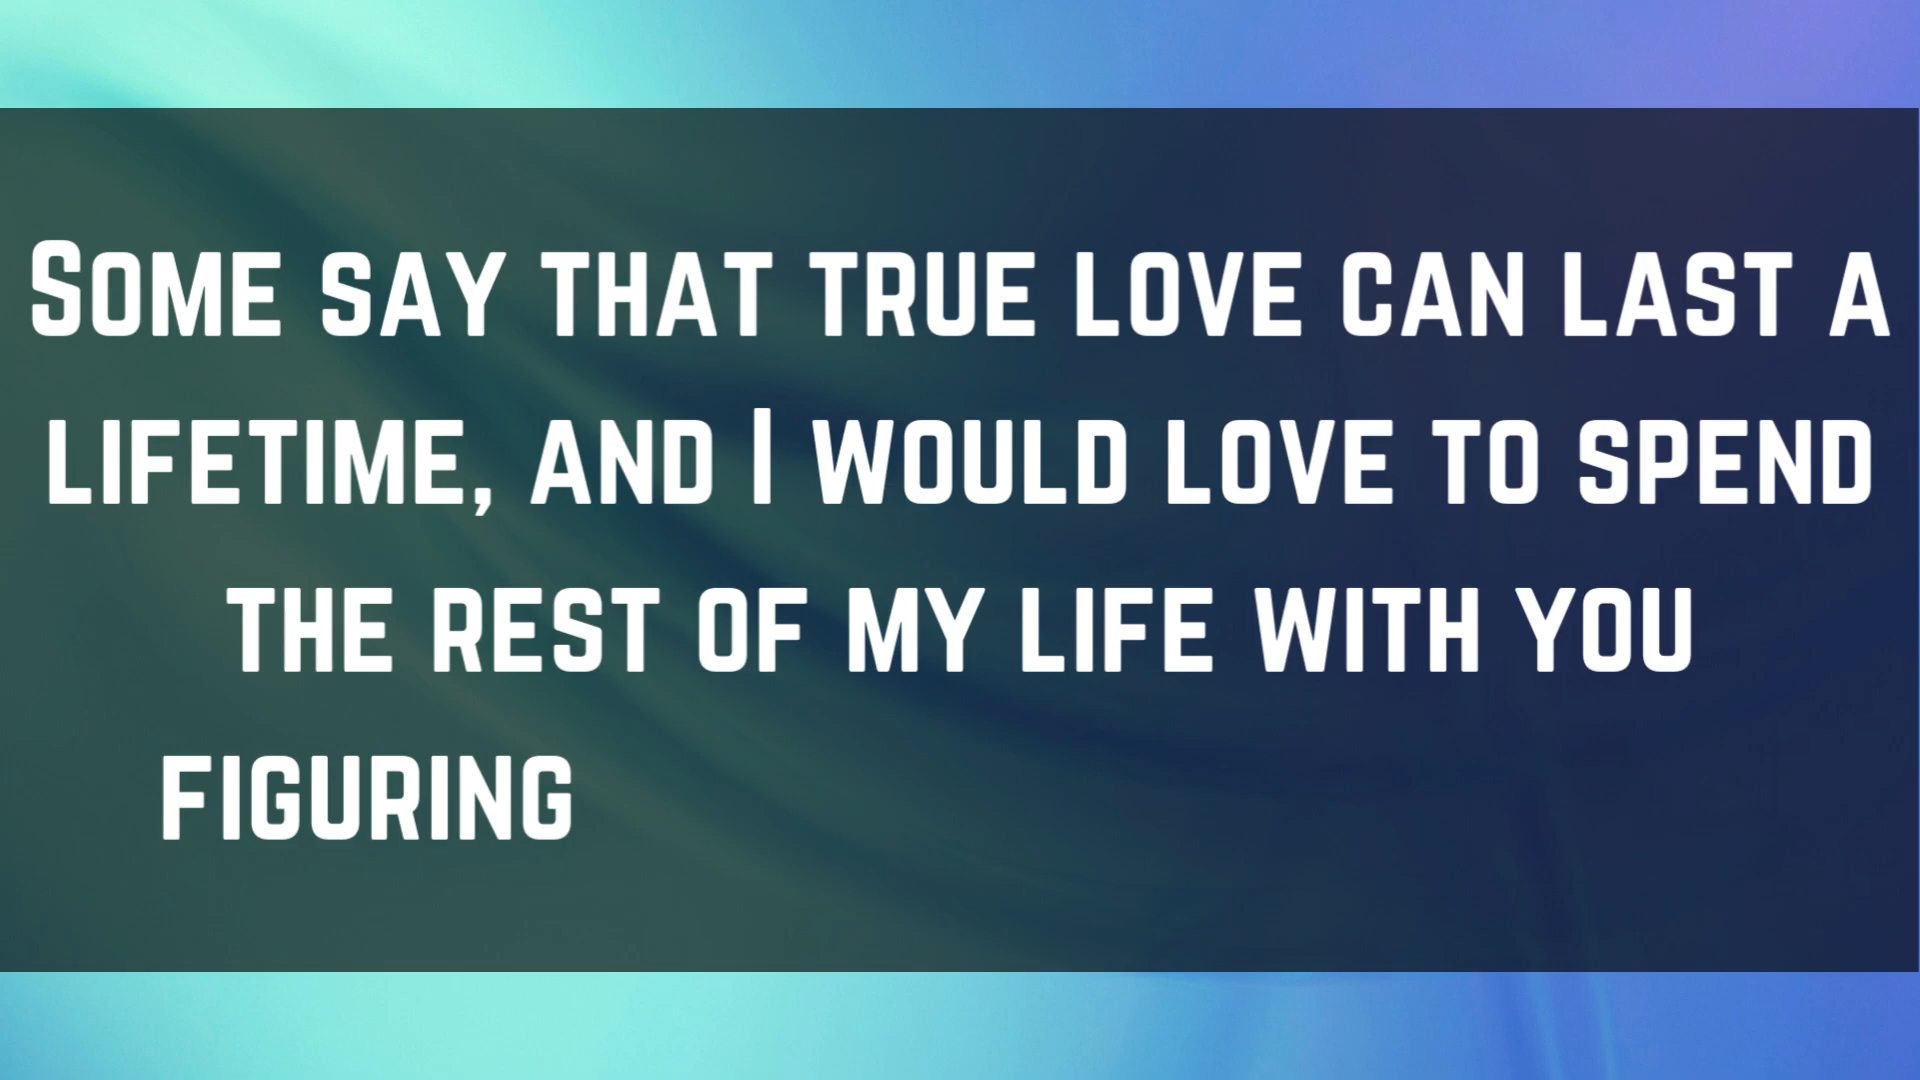 Some say that true love can last a
lifetime, and I would love to spend
the rest of my life with you
figuring